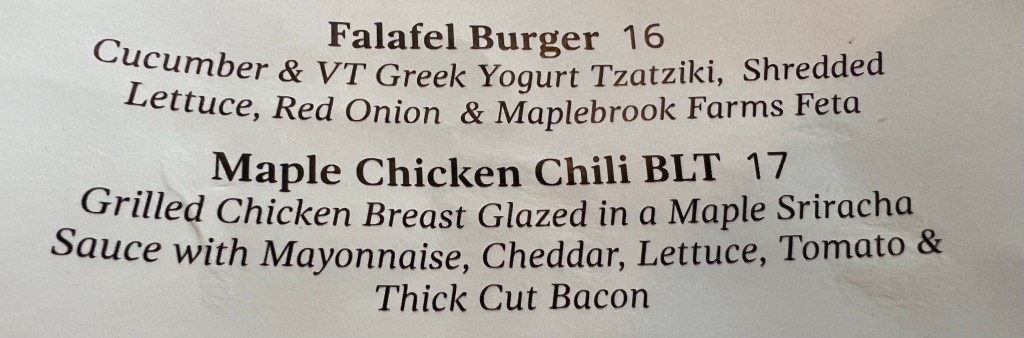 Falafel Burger 16
Cucumber & VT Greek Yogurt Tzatziki, Shredded
Lettuce, Red Onion & Maplebrook Farms Feta
Maple Chicken Chili BLT 17
Grilled Chicken Breast Glazed in a Maple Sriracha
Sauce with Mayonnaise, Cheddar, Lettuce, Tomato &
Thick Cut Bacon